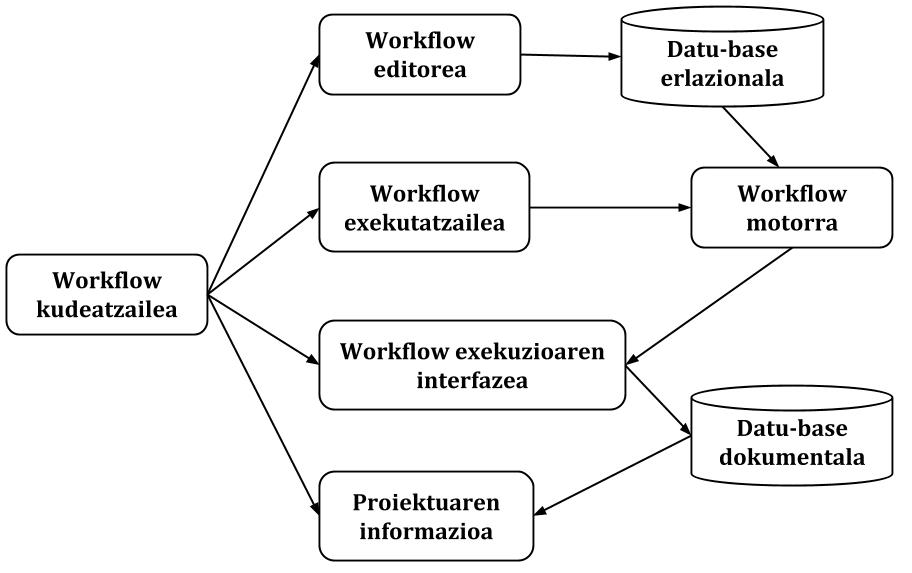 Workflow
editorea
Datu-base
erlazionala
Workflow
exekutatzailea
Workflow
motorra
Workflow
kudeatzailea
Workflow exekuzioaren
interfazea
Datu-base
dokumentala
Proiektuaren
informazioa